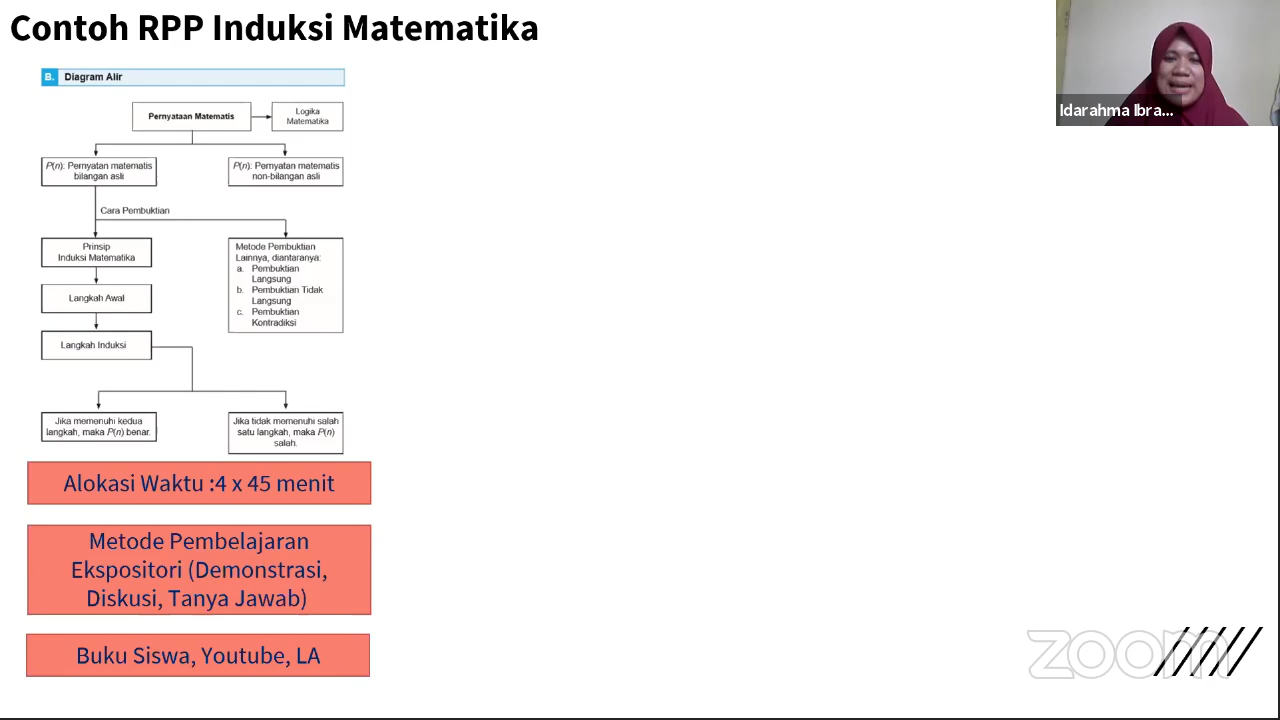 Contoh RPP Induksi Matematika
Idarahma Ibra...
B. Diagram Alir
Pernyataan Matematis
Logika
Matematika
P(n): Pernyatan matematis
bilangan asli
P(n): Pernyatan matematis
non-bilangan asli
Cara Pembuktian
Prinsip
Induksi Matematika
Metode Pembuktian
Lainnya, diantaranya:
a. Pembuktian
Langsung
b. Pembuktian Tidak
Langsung
c. Pembuktian
Kontradiksi
Langkah Awal
Langkah Induksi
Jika memenuhi kedua
langkah, maka P(n) benar.
Jika tidak memenuhi salah
satu langkah, maka P(n)
salah.
Alokasi Waktu :4 x 45 menit
Metode Pembelajaran
Ekspositori (Demonstrasi,
Diskusi, Tanya Jawab)
Buku Siswa, Youtube, LA
zoom